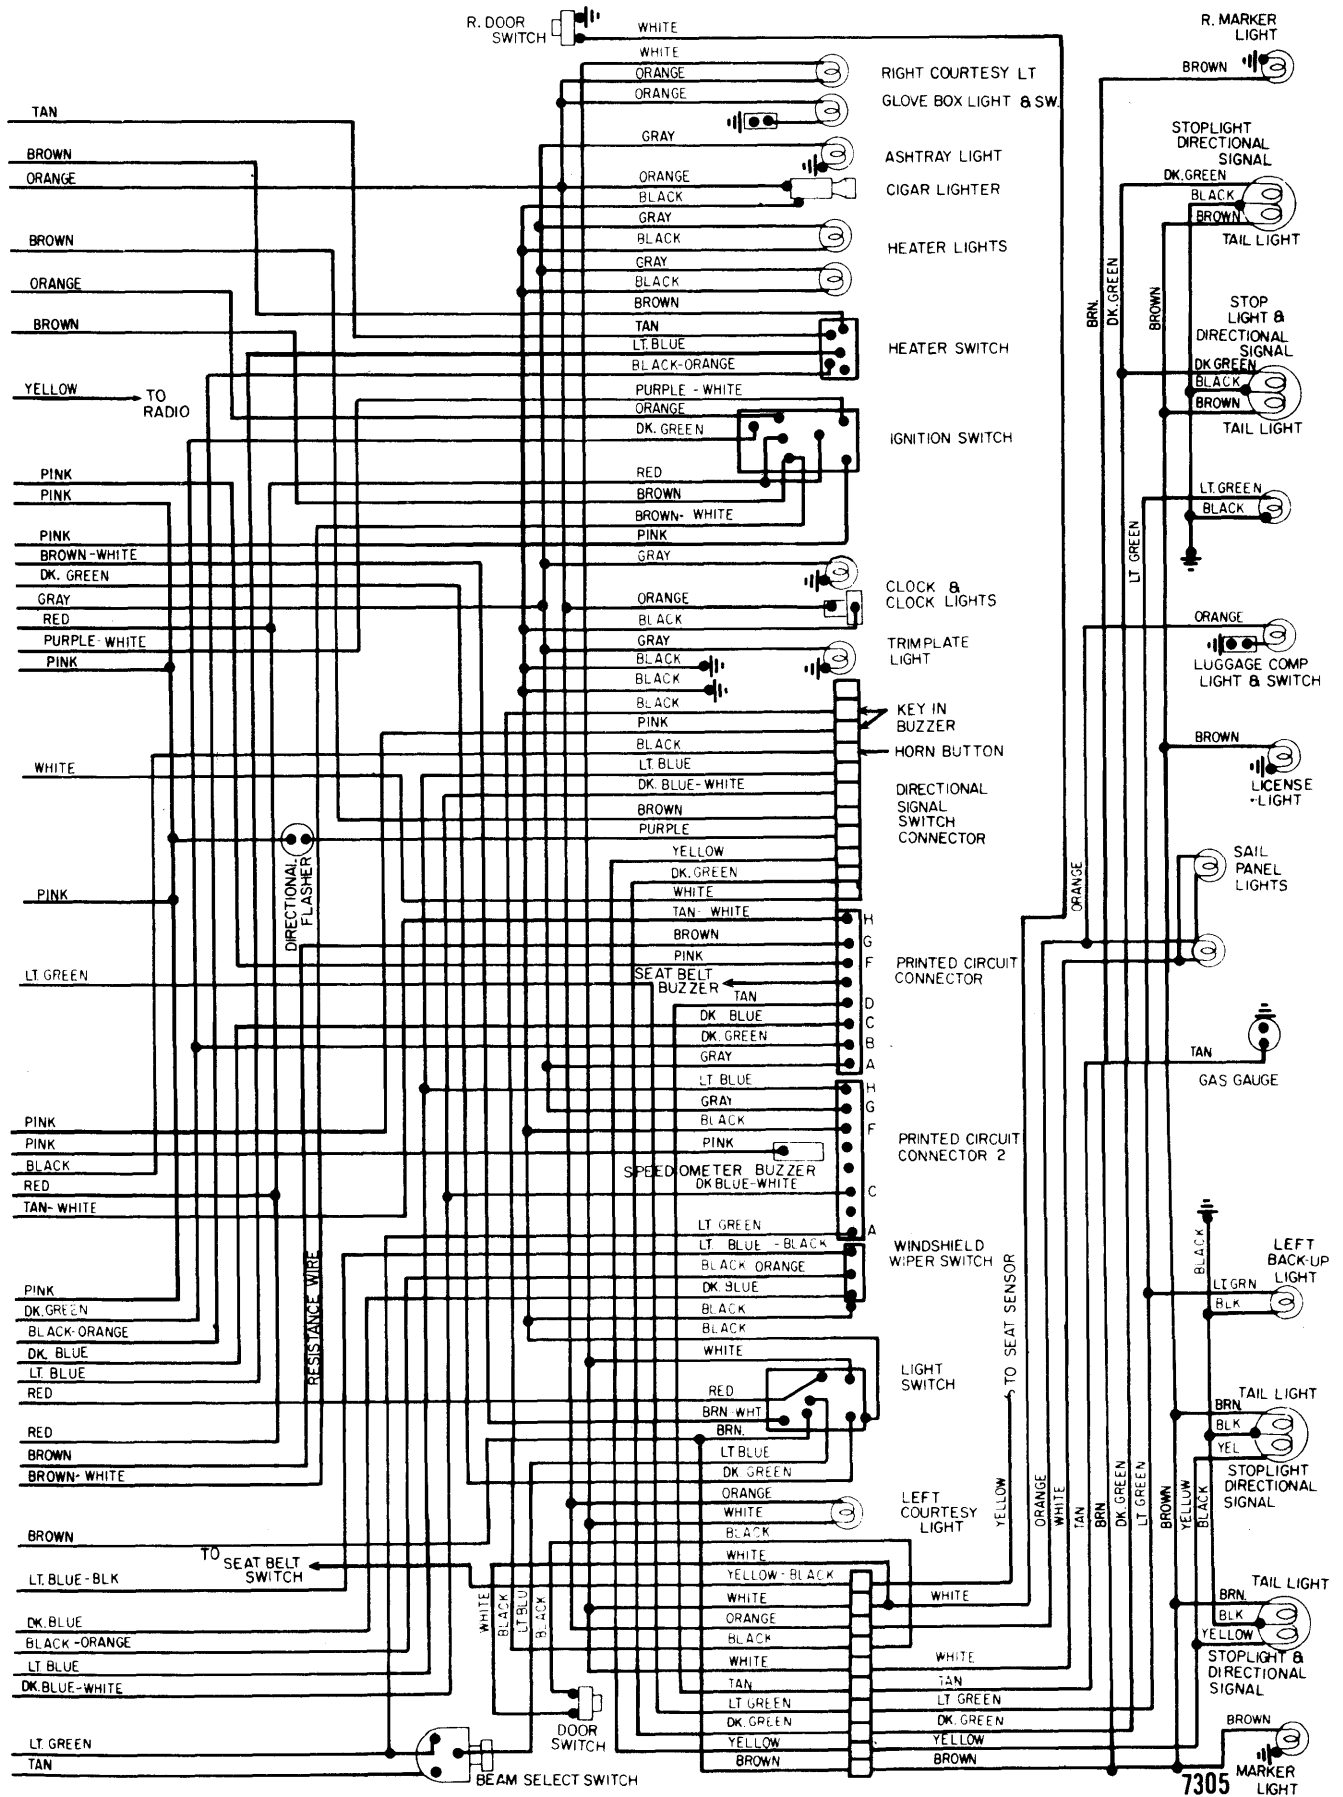 R. DOOR
SWITCH
WHITE
WHITE
ORANGE
RIGHT COURTESY LT
ORANGE
GLOVE BOX LIGHT & SW.
GRAY
ASHTRAY LIGHT
ORANGE
CIGAR LIGHTER
BLACK
GRAY
BLACK
HEATER LIGHTS
GRAY
BLACK
BROWN
TAN
LT. BLUE
HEATER SWITCH
BLACK-ORANGE
PURPLE - WHITE
ORANGE
DK. GREEN
IGNITION SWITCH
RED
BROWN
BROWN- WHITE
PINK
GRAY
ORANGE
CLOCK &
CLOCK LIGHTS
BLACK
GRAY
TRIMPLATE
LIGHT
BLACK
BLACK
BLACK
KEY IN
BUZZER
PINK
BLACK
HORN BUTTON
LT. BLUE
DK. BLUE-WHITE
DIRECTIONAL
SIGNAL
SWITCH
CONNECTOR
BROWN
PURPLE
YELLOW
DK. GREEN
WHITE
TAN- WHITE
H
BROWN
G
PINK
F
PRINTED CIRCUIT
CONNECTOR
SEAT BELT
BUZZER
TAN
D
DK BLUE
C
DK. GREEN
B
GRAY
A
LT BLUE
H
GRAY
G
BLACK
F
PINK
PRINTED CIRCUIT
CONNECTOR 2
SPEEDOMETER BUZZER
DK BLUE-WHITE
C
LT GREEN
A
LT. BLUE - BLACK
WINDSHIELD
WIPER SWITCH
BLACK ORANGE
DK. BLUE
BLACK
BLACK
WHITE
LIGHT
SWITCH
RED
BRN-WHT
BRN.
LT BLUE
DK GREEN
ORANGE
WHITE
LEFT
COURTESY
LIGHT
BLACK
WHITE
YELLOW-BLACK
WHITE
WHITE
ORANGE
BLACK
WHITE
WHITE
TAN
TAN
LT GREEN
LT GREEN
DK. GREEN
DK. GREEN
YELLOW
YELLOW
BROWN
BROWN
TAN
BROWN
ORANGE
BROWN
ORANGE
BROWN
YELLOW
TO
RADIO
PINK
PINK
PINK
BROWN-WHITE
DK. GREEN
GRAY
RED
PURPLE-WHITE
PINK
WHITE
DIRECTIONAL
FLASHER
PINK
LT. GREEN
PINK
PINK
BLACK
RED
TAN- WHITE
RESISTANCE WIRE
PINK
DK. GREEN
BLACK-ORANGE
DK. BLUE
LT. BLUE
RED
RED
BROWN
BROWN- WHITE
BROWN
TO
SEAT BELT
SWITCH
LT. BLUE-BLK
DK. BLUE
BLACK -ORANGE
LT BLUE
DK. BLUE-WHITE
LT. GREEN
TAN
WHITE
BLACK
LT BLU
BLACK
DOOR
SWITCH
BEAM SELECT SWITCH
R. MARKER
LIGHT
BROWN
STOPLIGHT
DIRECTIONAL
SIGNAL
DK. GREEN
BLACK
BROWN
TAIL LIGHT
BRN.
DK. GREEN
BROWN
STOP
LIGHT &
DIRECTIONAL
SIGNAL
DK GREEN
BLACK
BROWN
TAIL LIGHT
LT. GREEN
BLACK
LT GREEN
ORANGE
LUGGAGE COMP
LIGHT & SWITCH
BROWN
LICENSE
LIGHT
SAIL
PANEL
LIGHTS
ORANGE
TAN
GAS GAUGE
BLACK
LEFT
BACK-UP
LIGHT
LT GRN
BLK
TO SEAT SENSOR
TAIL LIGHT
BRN.
BLK
YEL
STOPLIGHT
DIRECTIONAL
SIGNAL
YELLOW
ORANGE
WHITE
TAN
BRN
DK. GREEN
LT GREEN
BROWN
YELLOW
BLACK
TAIL LIGHT
BRN.
BLK
YELLOW
STOPLIGHT &
DIRECTIONAL
SIGNAL
BROWN
MARKER
LIGHT
7305